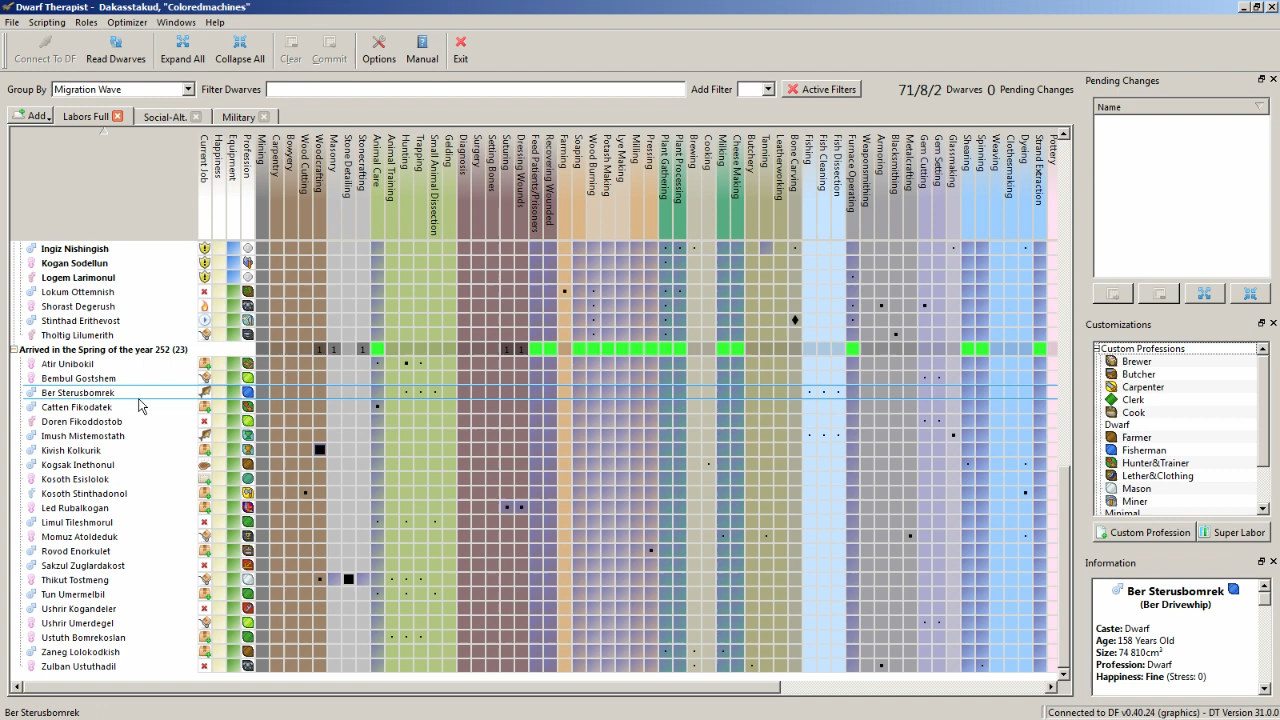 Dwarf Therapist - Dakasstakud, "Coloredmachines"
File Scripting Roles Optimizer Windows Help
Connect To DF Read Dwarves Expand All Collapse All Clear Commit Options Manual Exit
Group By Migration Wave Filter Dwarves Add Filter Active Filters 71/8/2 Dwarves 0 Pending Changes
Add Labors Full Social-Alt. Military
Current Job
Happiness
Equipment
Profession
Mining
Carpentry
Bowyery
Wood Cutting
Woodcrafting
Masonry
Stone Detailing
Stonecrafting
Animal Care
Animal Training
Hunting
Trapping
Small Animal Dissection
Gelding
Diagnosis
Surgery
Setting Bones
Suturing
Dressing Wounds
Feed Patients/Prisoners
Recovering Wounded
Farming
Soaping
Wood Burning
Potash Making
Lye Making
Milling
Pressing
Plant Gathering
Plant Processing
Brewing
Cooking
Milking
Cheese Making
Butchery
Tanning
Leatherworking
Bone Carving
Fishing
Fish Cleaning
Fish Dissection
Furnace Operating
Weaponsmithing
Armoring
Blacksmithing
Metalcrafting
Gem Cutting
Gem Setting
Glassmaking
Shearing
Spinning
Weaving
Clothesmaking
Dyeing
Strand Extraction
Pottery
Ingiz Nishingish
Kogan Sodellun
Logem Larimonul
Lokum Ottemnish
Shorast Degerush
Stinthad Erithevost
Tholtig Lilumerith
Arrived in the Spring of the year 252 (23) 1 1 1 1 1
Atir Unibokil
Bembul Gostshem
Ber Sterusbomrek
Catten Fikodatek
Doren Fikoddostob
Imush Mistemostath
Kivish Kolkurik
Kogsak Inethonul
Kosoth Esislolok
Kosoth Stinthadonol
Led Rubalkogan
Limul Tileshmorul
Momuz Atoldeduk
Rovod Enorkulet
Sakzul Zuglardakost
Thikut Tostmeng
Tun Umermelbil
Ushrir Kogandeler
Ushrir Umerdegel
Ustuth Bomrekoslan
Zaneg Lolokodkish
Zulban Ustuthadil
Pending Changes
Name
Customizations
Custom Professions
Brewer
Butcher
Carpenter
Clerk
Cook
Dwarf
Farmer
Fisherman
Hunter&Trainer
Lether&Clothing
Mason
Miner
Minimal
Custom Profession Super Labor
Information
Ber Sterusbomrek
(Ber Drivewhip)
Caste: Dwarf
Age: 158 Years Old
Size: 74 810cm³
Profession: Dwarf
Happiness: Fine (Stress: 0)
Ber Sterusbomrek
Connected to DF v0.40.24 (graphics) - DT Version 31.0.0